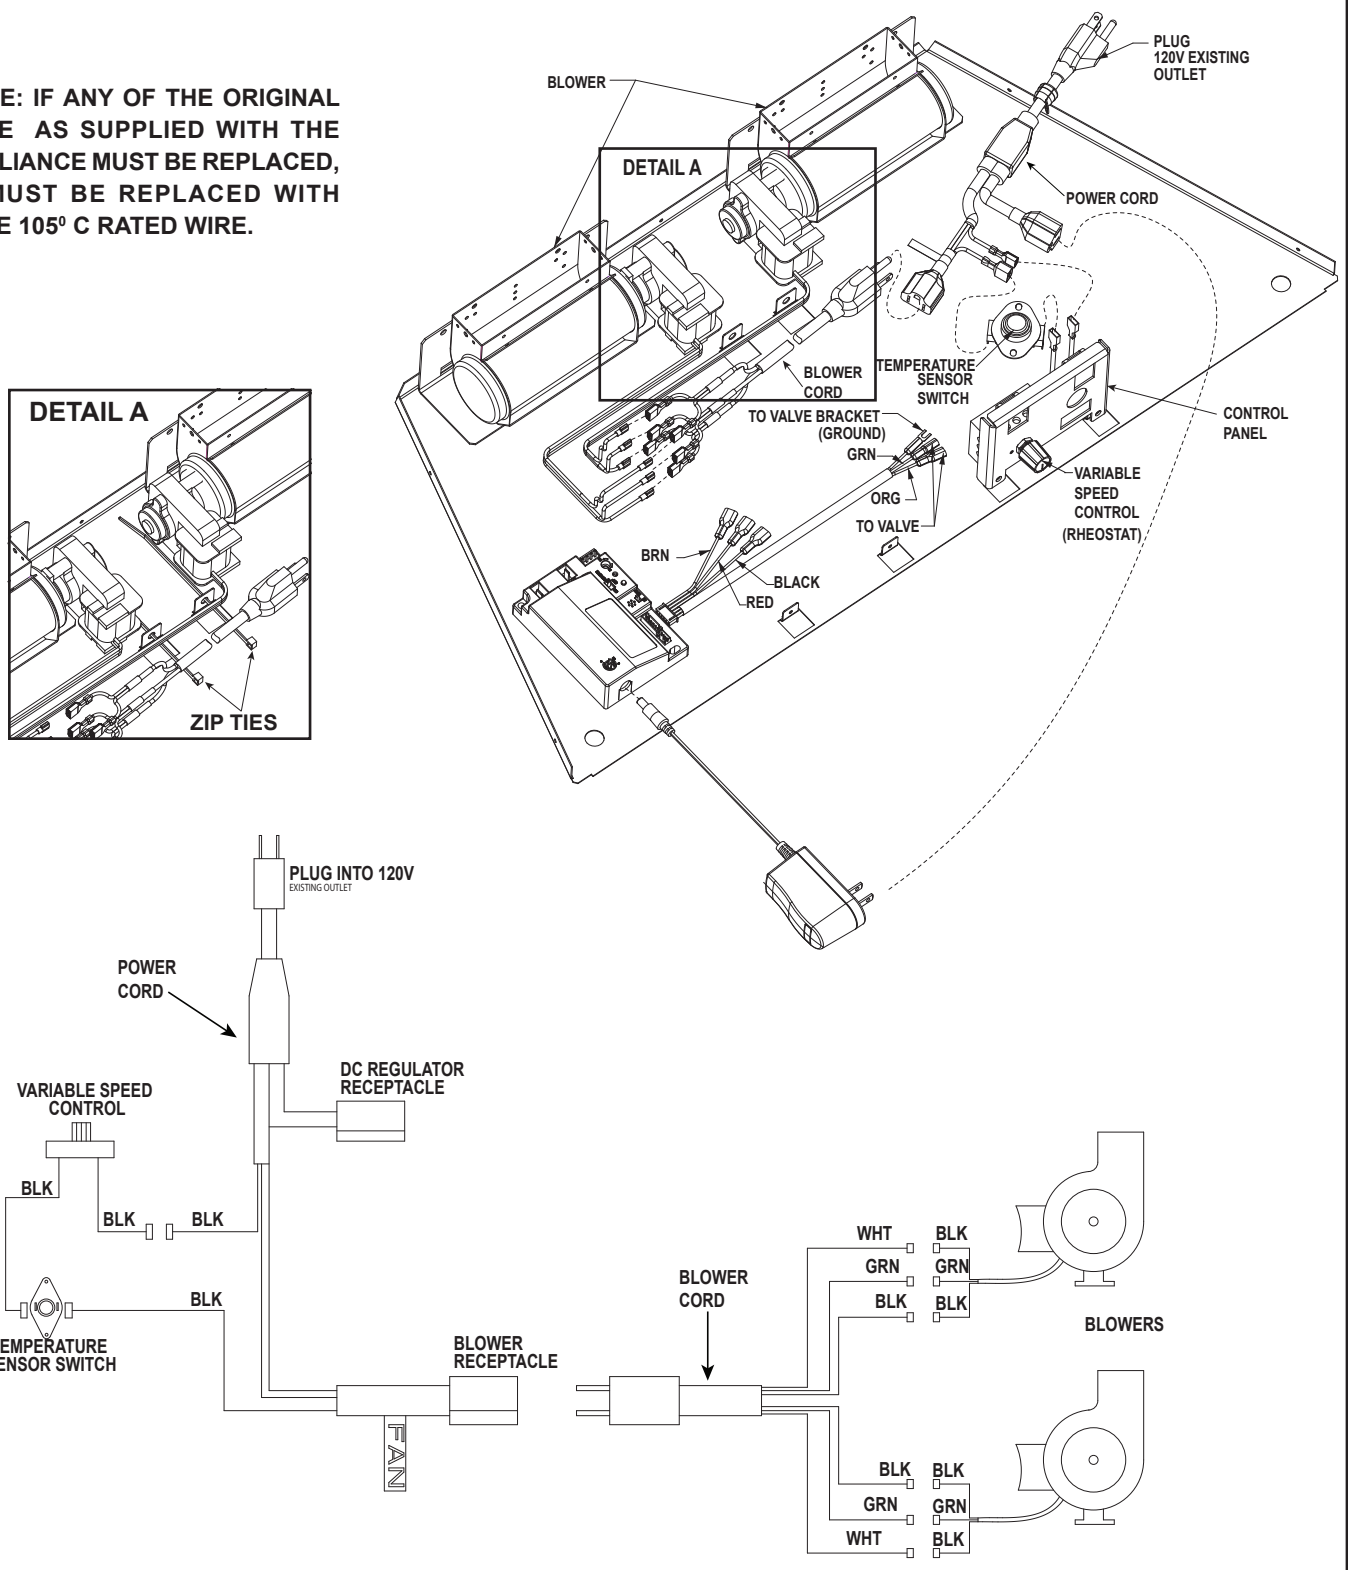 E: IF ANY OF THE ORIGINAL
E AS SUPPLIED WITH THE
LIANCE MUST BE REPLACED,
MUST BE REPLACED WITH
E 105⁰ C RATED WIRE.
BLOWER
DETAIL A
PLUG
120V EXISTING
OUTLET
POWER CORD
TEMPERATURE
SENSOR
SWITCH
BLOWER
CORD
TO VALVE BRACKET
(GROUND)
GRN
ORG
TO VALVE
CONTROL
PANEL
VARIABLE
SPEED
CONTROL
(RHEOSTAT)
BRN
BLACK
RED
DETAIL A
ZIP TIES
PLUG INTO 120V
EXISTING OUTLET
POWER
CORD
DC REGULATOR
RECEPTACLE
VARIABLE SPEED
CONTROL
BLK
BLK
BLK
BLK
EMPERATURE
ENSOR SWITCH
BLOWER
RECEPTACLE
FAN
BLOWER
CORD
WHT
BLK
GRN
GRN
BLK
BLK
BLOWERS
BLK
BLK
GRN
GRN
WHT
BLK